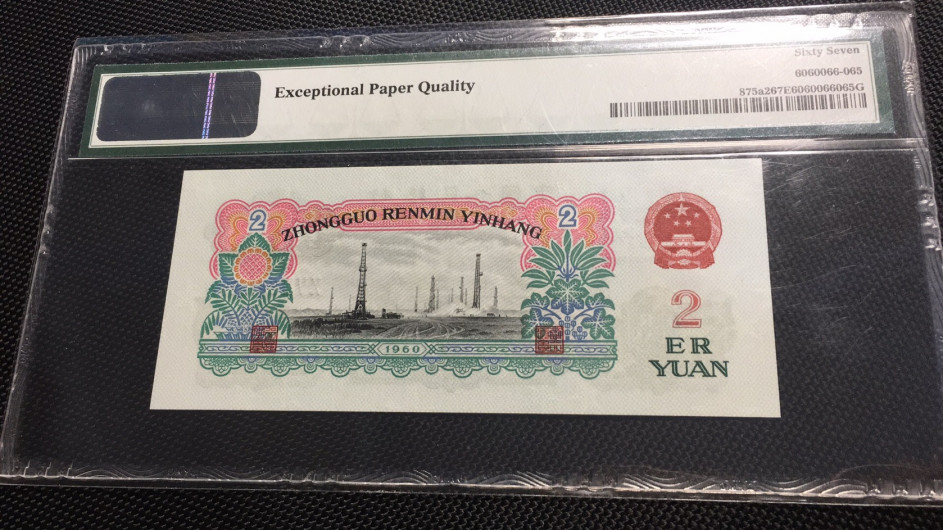 Exceptional Paper Quality
Sixty Seven
6060066-065
875a267E6060066065G
2
2
ZHONGGUO RENMIN YINHANG
1960
2
ER
YUAN